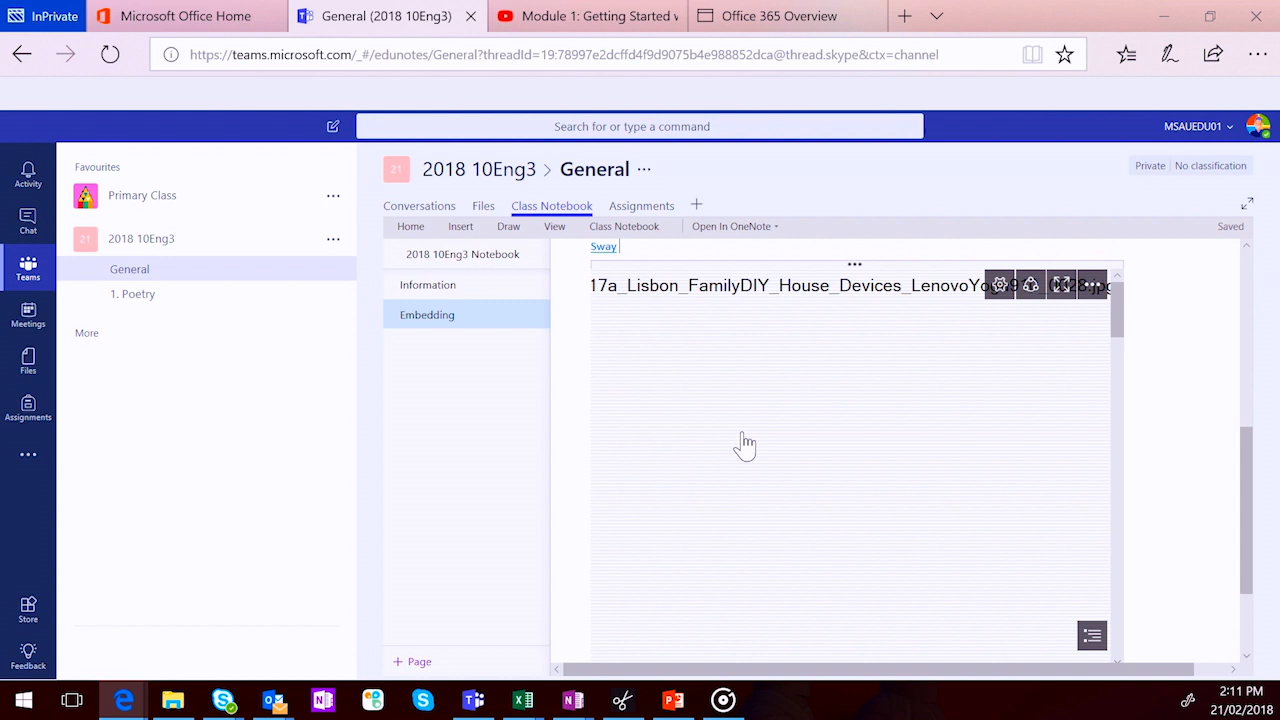 InPrivate
Microsoft Office Home
General (2018 10Eng3)
Module 1: Getting Started
Office 365 Overview
https://teams.microsoft.com/_#/edunotes/General?threadId=19:78997e2dcffd4f9d9075b4e988852dca@thread.skype&ctx=channel
Search for or type a command
MSAUEDU01
Activity
Chat
Teams
Meetings
Files
Assignments
Store
Feedback
Favourites
Primary Class
21 2018 10Eng3
General
1. Poetry
More
21 2018 10Eng3 > General ...
Private No classification
Conversations Files Class Notebook Assignments +
Home Insert Draw View Class Notebook Open In OneNote Saved
2018 10Eng3 Notebook
Information
Embedding
+ Page
Sway
17a_Lisbon_FamilyDIY_House_Devices_LenovoYoga9
2:11 PM
21/02/2018